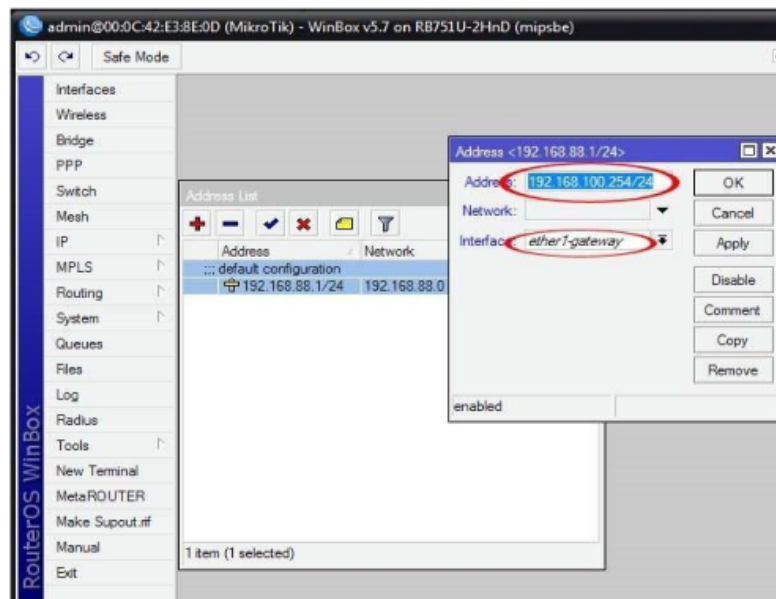 admin@00:0C:42:E3:8E:0D (MikroTik) - WinBox v5.7 on RB751U-2HnD (mipsbe)
Safe Mode
RouterOS WinBox
Interfaces
Wireless
Bridge
PPP
Switch
Mesh
IP
MPLS
Routing
System
Queues
Files
Log
Radius
Tools
New Terminal
MetaROUTER
Make Supout.rif
Manual
Exit
Address List
Address
Network
;;; default configuration
192.168.88.1/24 192.168.88.0
1 item (1 selected)
Address <192.168.88.1/24>
Address: 192.168.100.254/24
Network:
Interface: ether1-gateway
OK
Cancel
Apply
Disable
Comment
Copy
Remove
enabled